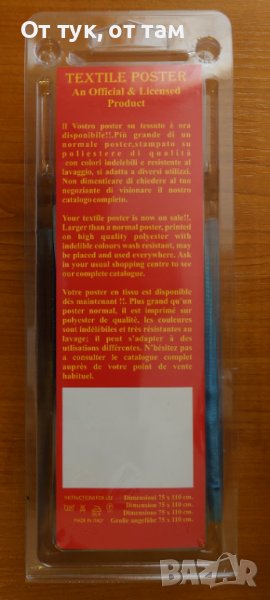 От тук, от там
TEXTILE POSTER
An Official & Licensed
Product
Il Vostro poster su tessuto è ora
disponibile!!.Più grande di un
normale poster,stampato su
poliestere di qualità
con colori indelebili e resistente al
lavaggio, si adatta a diversi utilizzi.
Non dimenticare di chiedere al tuo
negoziante di visionare il nostro
catalogo completo.
Your textile poster is now on sale!!.
Larger than a normal poster, printed
on high quality polyester with
indelible colours wash resistant, may
be placed and used everywhere. Ask
in your usual shopping centre to see
our complete catalogue.
Votre poster en tissu est disponible
dès maintenant !!. Plus grand qu'un
poster normal, il est imprimé sur
polyester de qualité, les couleurs
sont indélébiles et très résistantes au
lavage; il peut s'adapter à des
utilisations différentes. N'hésitez pas
a consulter le catalogue complet
auprès de votre point de vente
habituel.
INSTRUCTIONS FOR USE
MADE IN ITALY
Dimensioni 75 x 110 cm.
Dimension 75 x 110 cm.
Dimensions 75 x 110 cm.
Große angefähr 75 x 110 cm.
BAZAR
bg